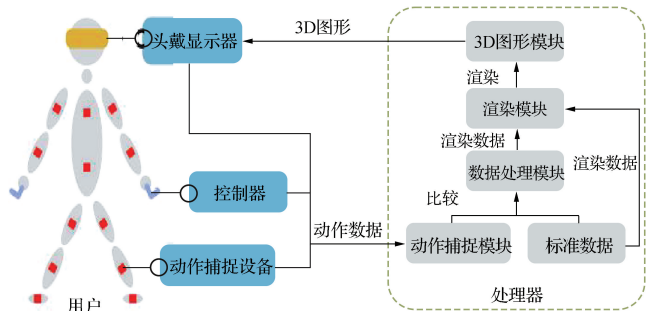 头戴显示器
3D图形
3D图形模块
渲染
渲染模块
渲染数据
渲染数据
数据处理模块
比较
控制器
动作数据
动作捕捉模块
标准数据
动作捕捉设备
处理器
用户